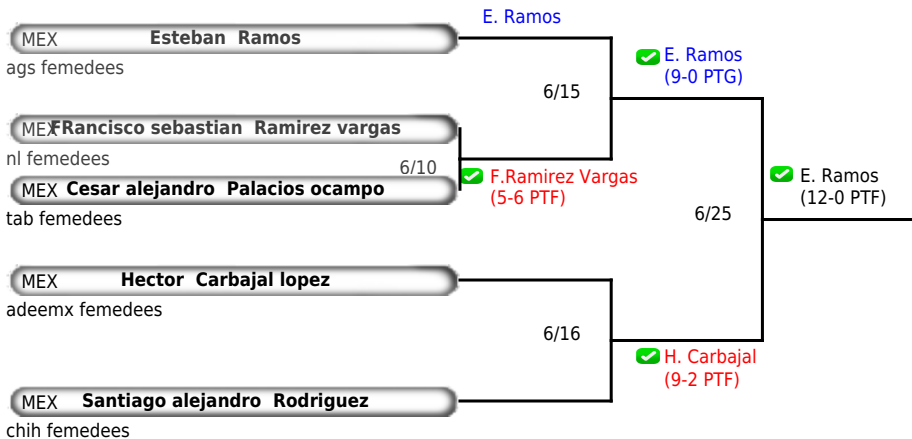 E. Ramos
MEX Esteban Ramos
ags femedees
E. Ramos
(9-0 PTG)
6/15
MEX FRancisco sebastian Ramirez vargas
nl femedees
6/10
MEX Cesar alejandro Palacios ocampo
tab femedees
F.Ramirez Vargas
(5-6 PTF)
E. Ramos
(12-0 PTF)
6/25
MEX Hector Carbajal lopez
adeemx femedees
6/16
H. Carbajal
(9-2 PTF)
MEX Santiago alejandro Rodriguez
chih femedees